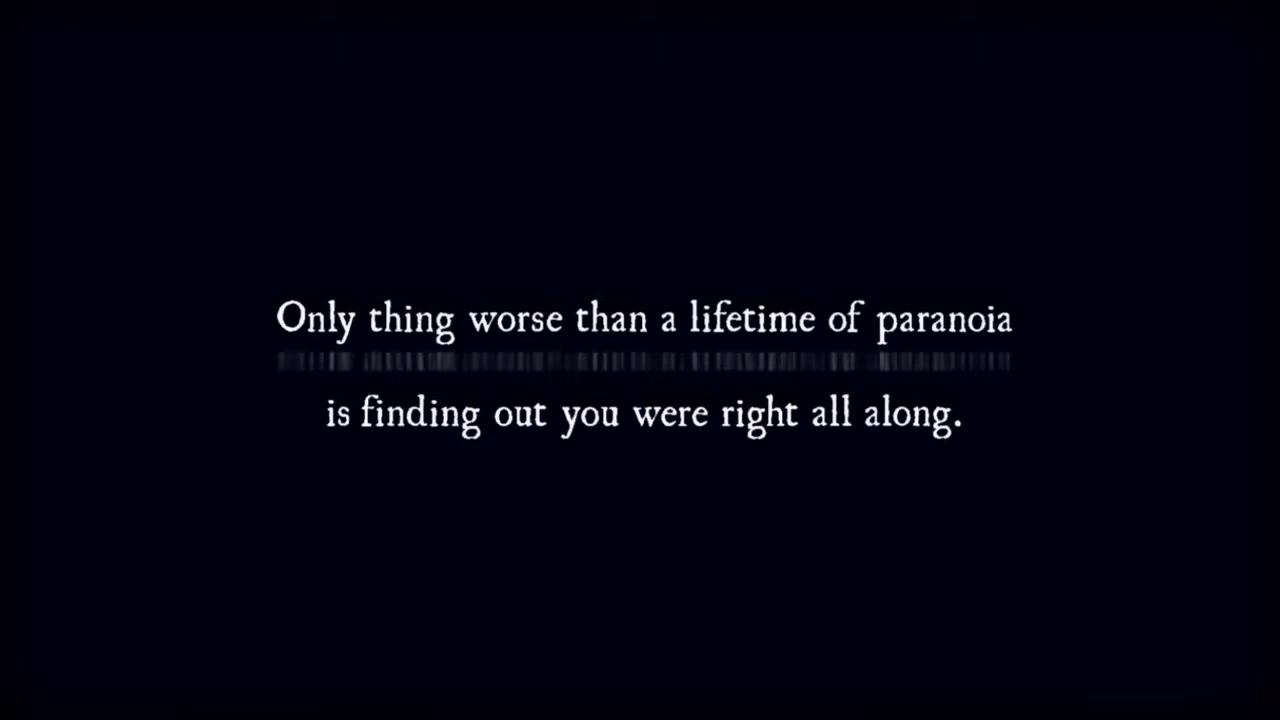 Only thing worse than a lifetime of paranoia
is finding out you were right all along.